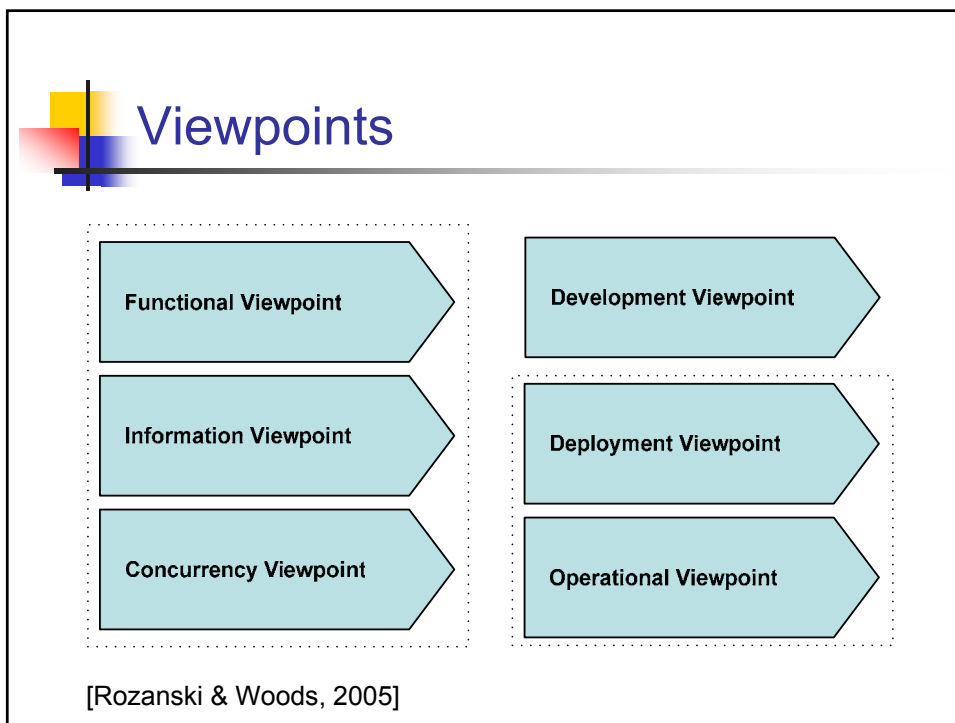 Viewpoints
Functional Viewpoint
Information Viewpoint
Concurrency Viewpoint
Development Viewpoint
Deployment Viewpoint
Operational Viewpoint
[Rozanski & Woods, 2005]